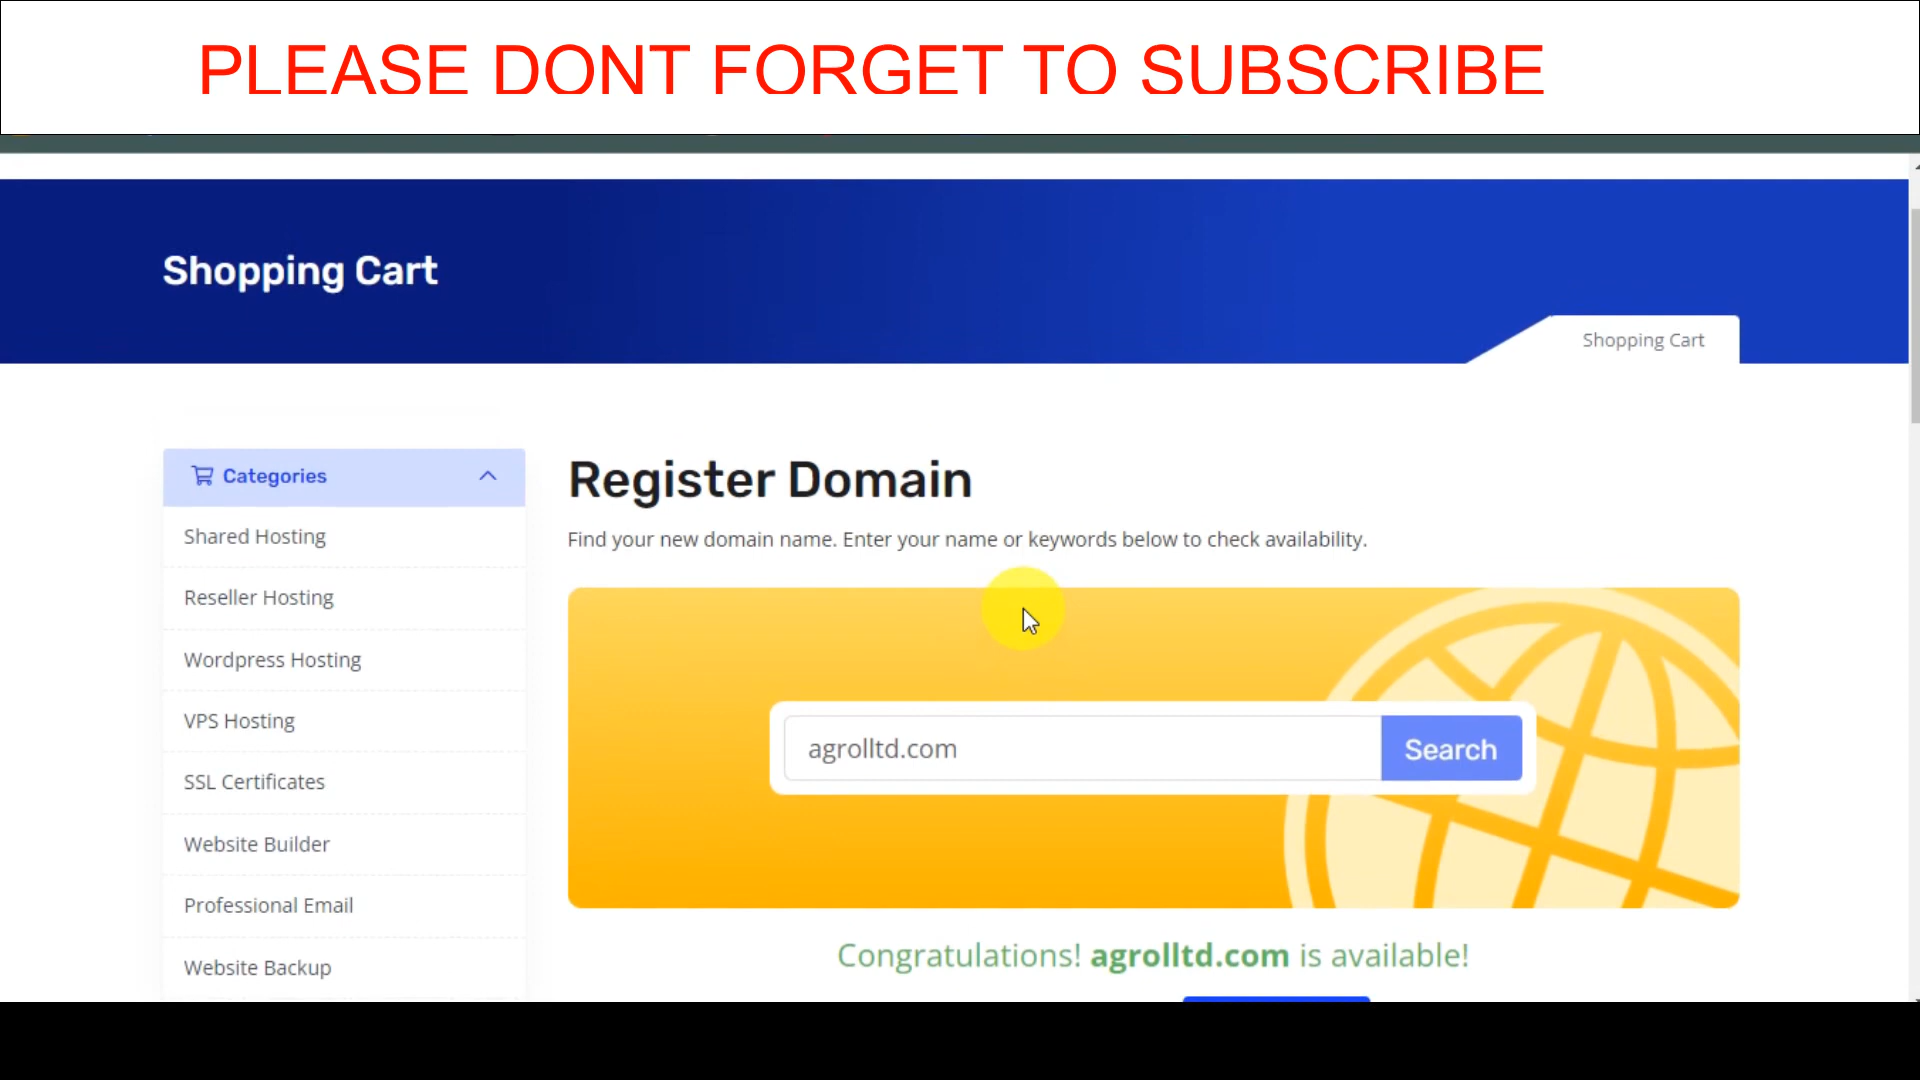 PLEASE DONT FORGET TO SUBSCRIBE
Shopping Cart
Shopping Cart
Categories
Shared Hosting
Reseller Hosting
Wordpress Hosting
VPS Hosting
SSL Certificates
Website Builder
Professional Email
Website Backup
Register Domain
Find your new domain name. Enter your name or keywords below to check availability.
agrolltd.com
Search
Congratulations! agrolltd.com is available!